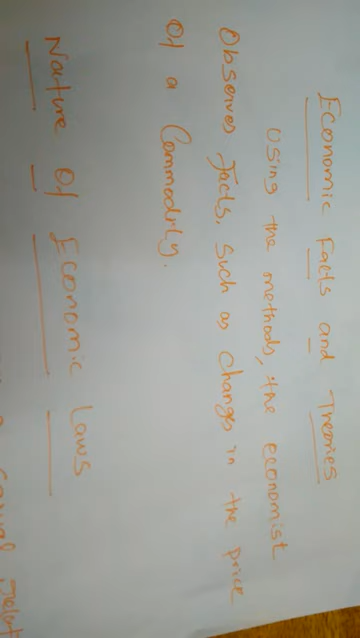 Economic Facts and Theories
Using the methods, the economist
Observes facts, such as changes in the price
Of a Commodity.
Nature Of Economic Laws